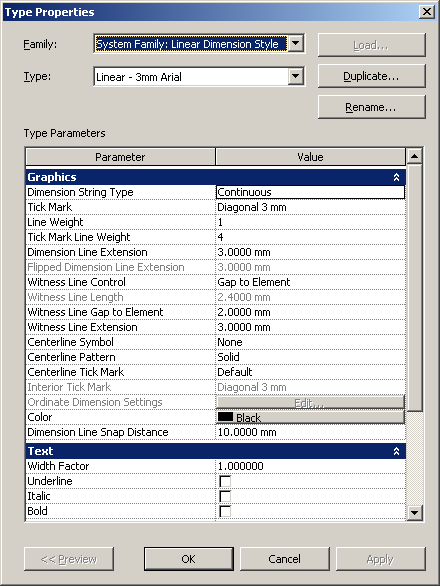 Type Properties
Family: System Family: Linear Dimension Style Load...
Type: Linear - 3mm Arial Duplicate...
Rename...
Type Parameters
Parameter Value
Graphics
Dimension String Type Continuous
Tick Mark Diagonal 3 mm
Line Weight 1
Tick Mark Line Weight 4
Dimension Line Extension 3.0000 mm
Flipped Dimension Line Extension 3.0000 mm
Witness Line Control Gap to Element
Witness Line Length 2.4000 mm
Witness Line Gap to Element 2.0000 mm
Witness Line Extension 3.0000 mm
Centerline Symbol None
Centerline Pattern Solid
Centerline Tick Mark Default
Interior Tick Mark Diagonal 3 mm
Ordinate Dimension Settings Edit...
Color Black
Dimension Line Snap Distance 10.0000 mm
Text
Width Factor 1.000000
Underline
Italic
Bold
<< Preview OK Cancel Apply